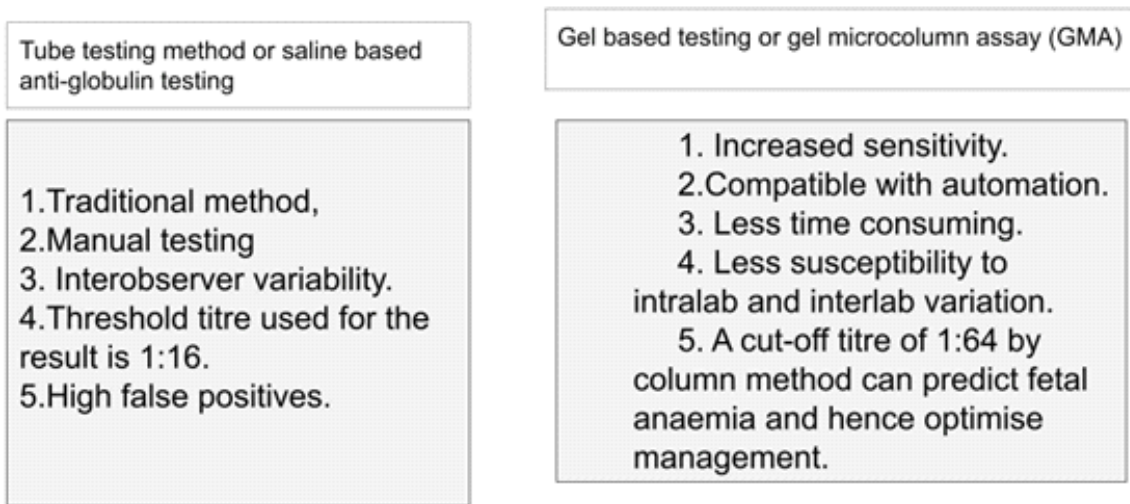 Tube testing method or saline based
anti-globulin testing
1.Traditional method,
2.Manual testing
3. Interobserver variability.
4.Threshold titre used for the
result is 1:16.
5.High false positives.
Gel based testing or gel microcolumn assay (GMA)
1. Increased sensitivity.
2.Compatible with automation.
3. Less time consuming.
4. Less susceptibility to
intralab and interlab variation.
5. A cut-off titre of 1:64 by
column method can predict fetal
anaemia and hence optimise
management.